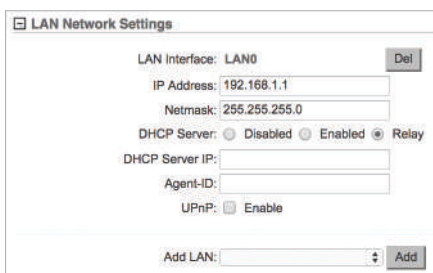 LAN Network Settings
LAN Interface: LAN0 Del
IP Address: 192.168.1.1
Netmask: 255.255.255.0
DHCP Server: Disabled Enabled Relay
DHCP Server IP:
Agent-ID:
UPnP: Enable
Add LAN: Add